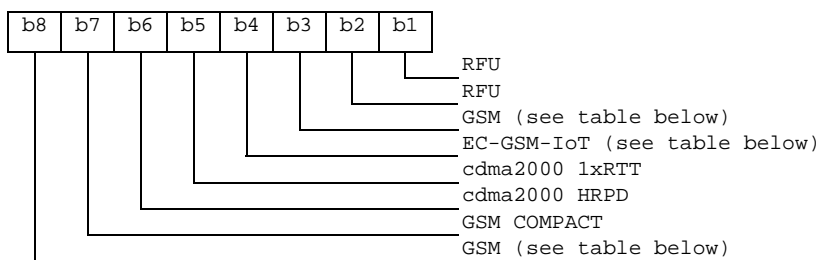 b8 b7 b6 b5 b4 b3 b2 b1
RFU
RFU
GSM (see table below)
EC-GSM-IoT (see table below)
cdma2000 1xRTT
cdma2000 HRPD
GSM COMPACT
GSM (see table below)